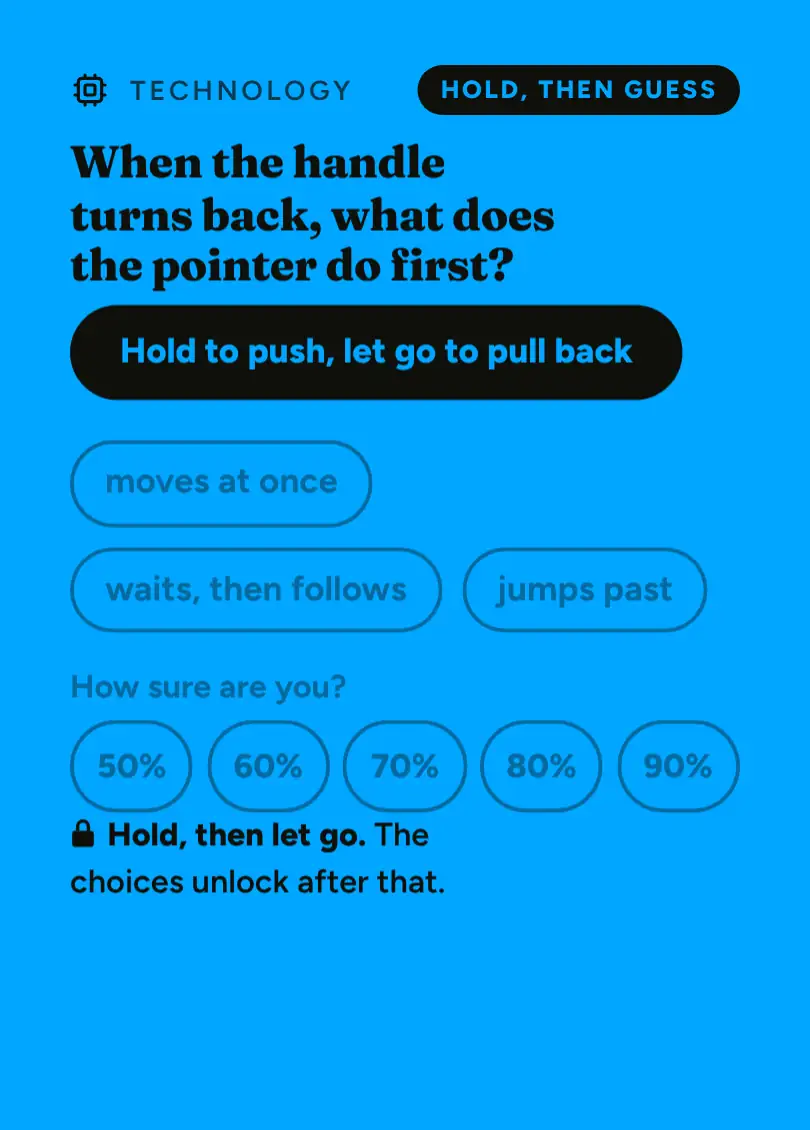 TECHNOLOGY
HOLD, THEN GUESS
When the handle
turns back, what does
the pointer do first?
Hold to push, let go to pull back
moves at once
waits, then follows
jumps past
How sure are you?
50%
60%
70%
80%
90%
Hold, then let go. The
choices unlock after that.